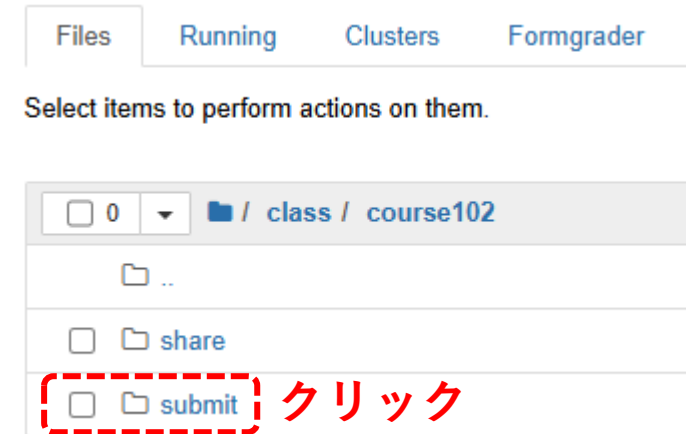 Files Running Clusters Formgrader
Select items to perform actions on them.
0 / class / course102
..
share
submit クリック